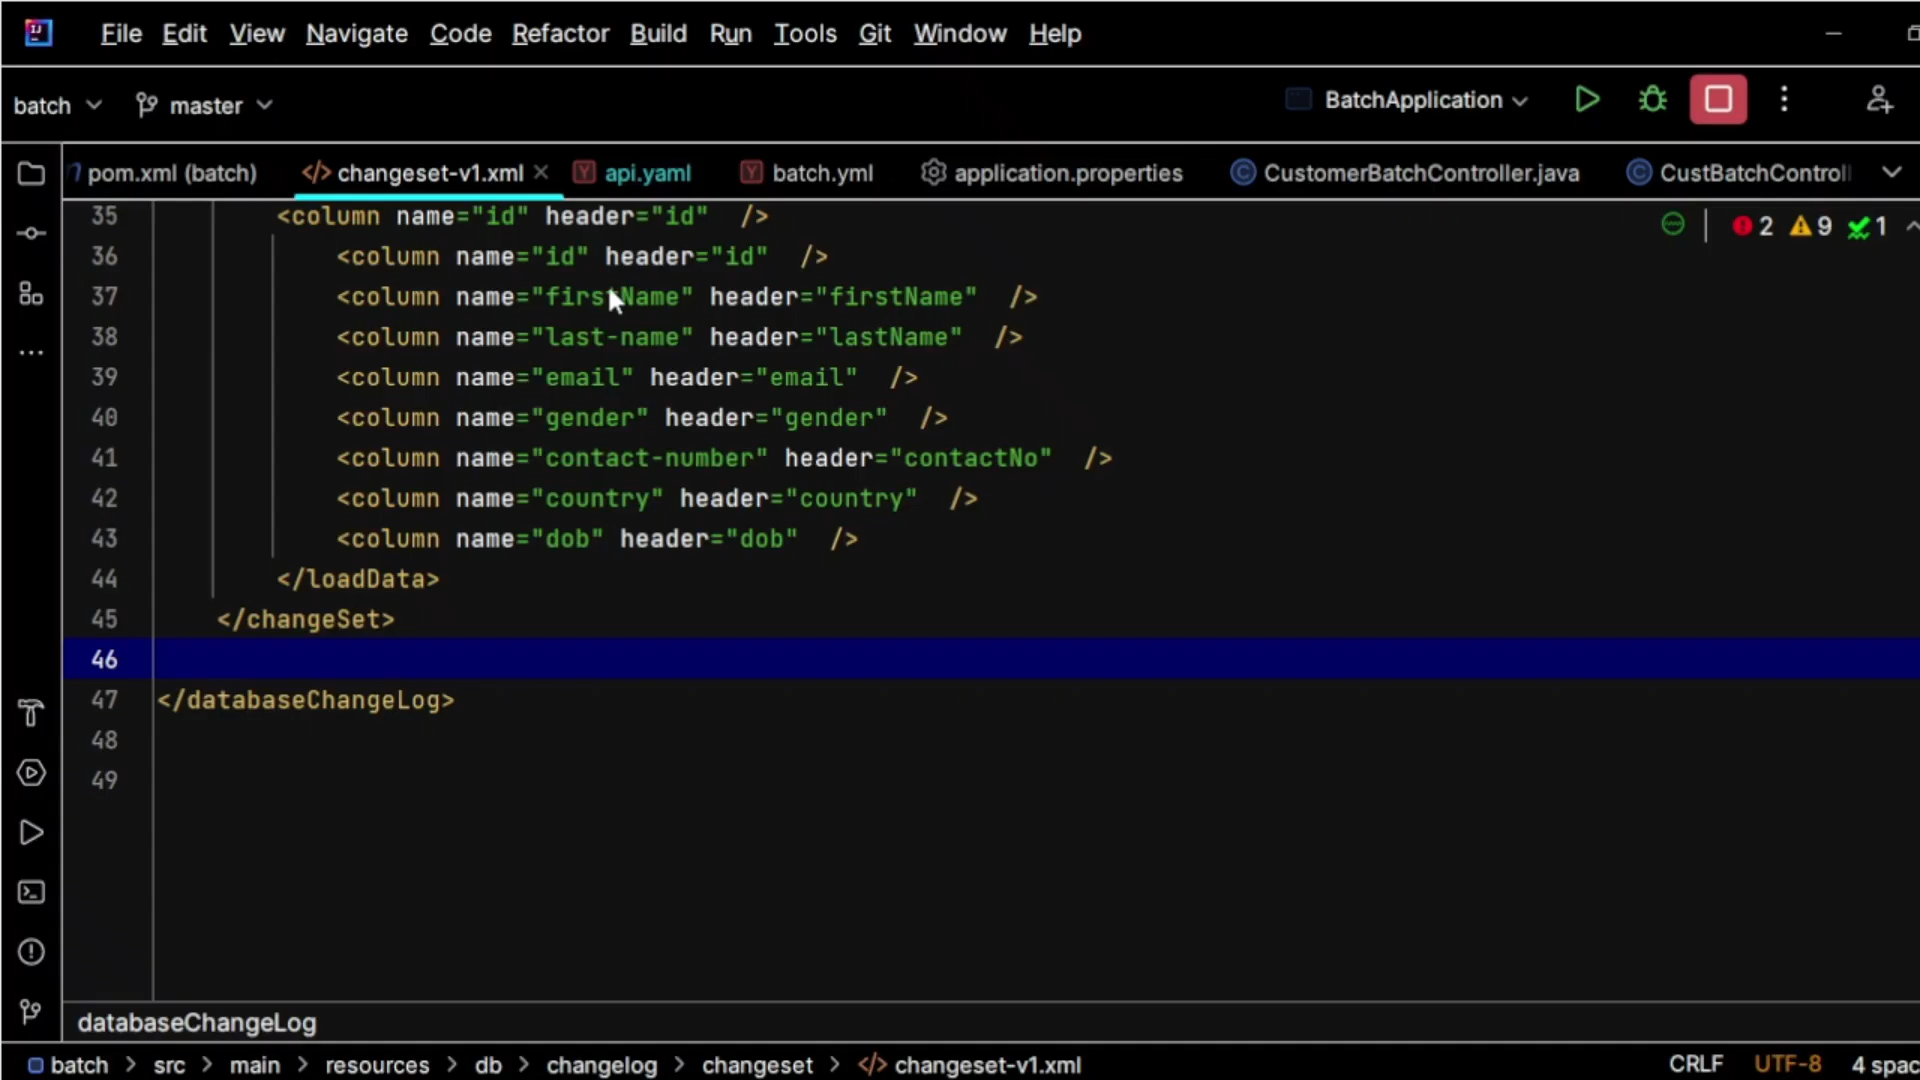 File Edit View Navigate Code Refactor Build Run Tools Git Window Help
batch master BatchApplication
pom.xml (batch) changeset-v1.xml api.yaml batch.yml application.properties CustomerBatchController.java CustBatchControll
35 <column name="id" header="id" />
2 9 1
36 <column name="id" header="id" />
37 <column name="firstName" header="firstName" />
38 <column name="last-name" header="lastName" />
39 <column name="email" header="email" />
40 <column name="gender" header="gender" />
41 <column name="contact-number" header="contactNo" />
42 <column name="country" header="country" />
43 <column name="dob" header="dob" />
44 </loadData>
45 </changeSet>
46
47 </databaseChangeLog>
48
49
databaseChangeLog
batch > src > main > resources > db > changelog > changeset > </> changeset-v1.xml CRLF UTF-8 4 spac